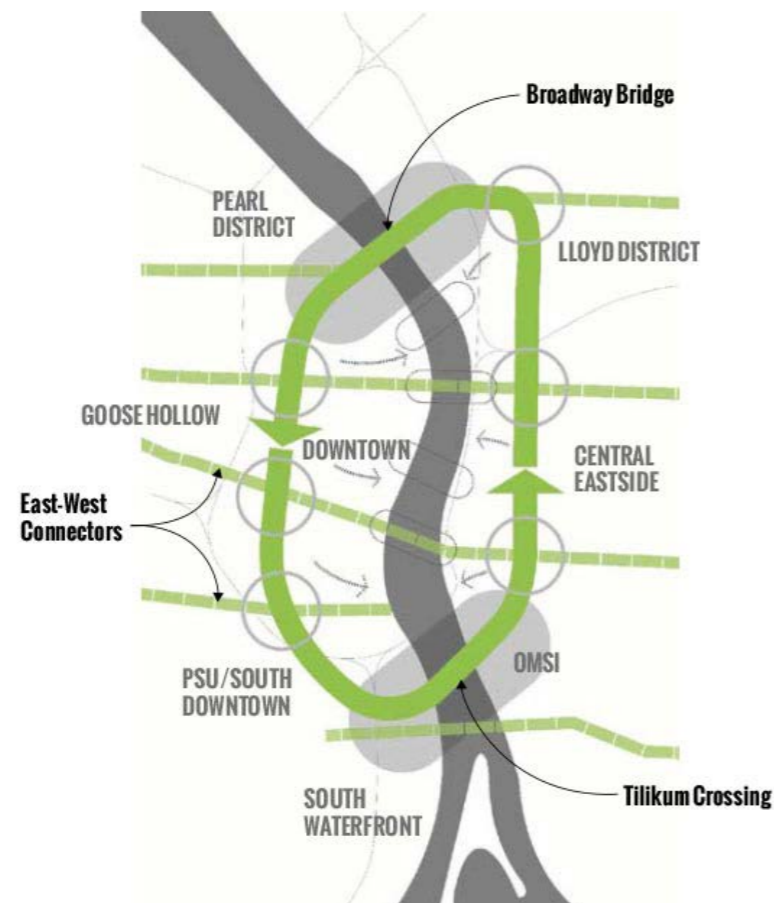 Broadway Bridge
PEARL
DISTRICT
LLOYD DISTRICT
GOOSE HOLLOW
DOWNTOWN
CENTRAL
EASTSIDE
East-West
Connectors
OMSI
PSU/SOUTH
DOWNTOWN
Tilikum Crossing
SOUTH
WATERFRONT